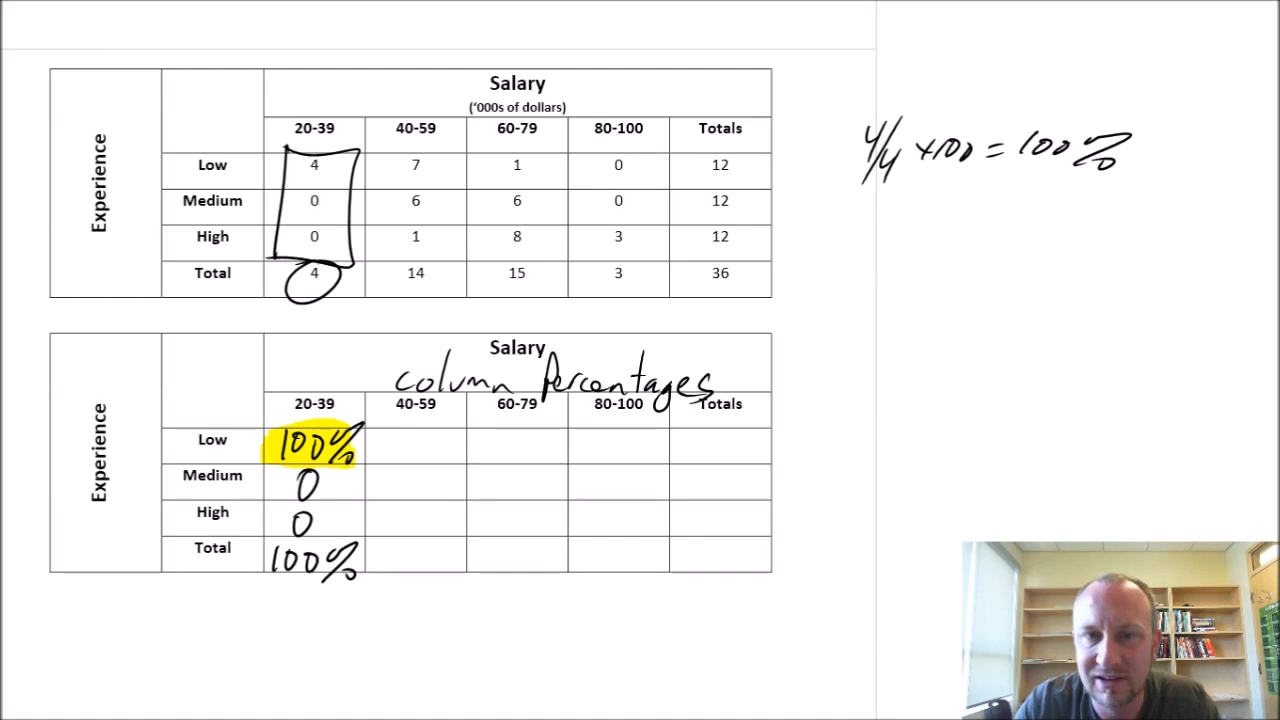 Salary
('000s of dollars)
Experience
20-39 40-59 60-79 80-100 Totals
Low 4 7 1 0 12
Medium 0 6 6 0 12
High 0 1 8 3 12
Total 4 14 15 3 36
4/4 x100 = 100%
Salary
column Percentages
Experience
20-39 40-59 60-79 80-100 Totals
Low 100%
Medium 0
High 0
Total 100%